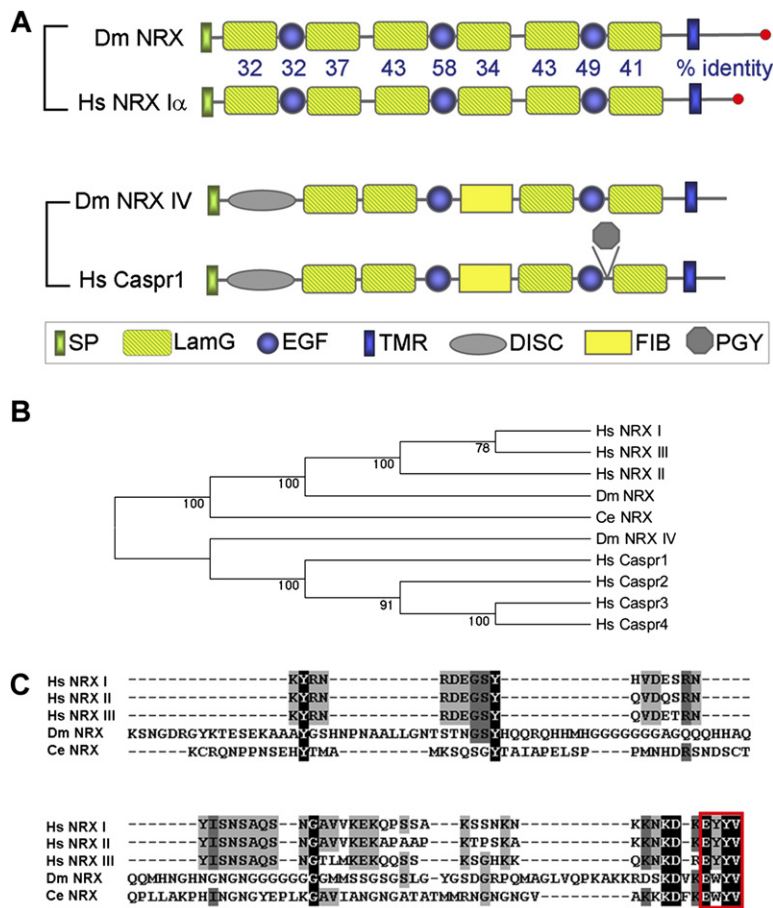 A
Dm NRX
32 32 37 43 58 34 43 49 41 % identity
Hs NRX Iα
Dm NRX IV
Hs Caspr1
SP LamG EGF TMR DISC FIB PGY
B
Hs NRX I
78
Hs NRX III
100
Hs NRX II
100
Dm NRX
100
Ce NRX
Dm NRX IV
Hs Caspr1
100
Hs Caspr2
91
Hs Caspr3
100
Hs Caspr4
C
Hs NRX I ----------------KYRN-----------RDEGSY-------------HVDESRN-----
Hs NRX II ----------------KYRN-----------RDEGSY-------------QVDQSRN-----
Hs NRX III ----------------KYRN-----------RDEGSY-------------QVDETRN-----
Dm NRX KSNGDRGYKTESEKAAAYGSHNPNAALLGNTSTNGSYHQQRQHHMHGGGGGGGAGQQQHHAQ
Ce NRX ------KCRQNPPNSEHYTMA---------MKSQSGYTAIAPELSP----PMNHDRSNDSCT
Hs NRX I -------YISNSAQS--NGAVVKEKQPSSA---KSSNKN------------KKNKD-KEYYV
Hs NRX II -------YISNSAQS--NGAVVKEKAPAAP---KTPSKA------------KKNKD-KEYYV
Hs NRX III -------YISNSAQS--NGTLMKEKQQSS----KSGHKK------------QKNKD-REYYV
Dm NRX QQMHNGHNGNGNGGGGGGGMMSSGSGSLG-YGSDGRPQMAGLVQPKAKKRDSKDVKEWYV
Ce NRX QPLLAKPHINGNGYEPLKGAVIANGNGATATMMRNGNGNGV----------AKKKDFKEWYV